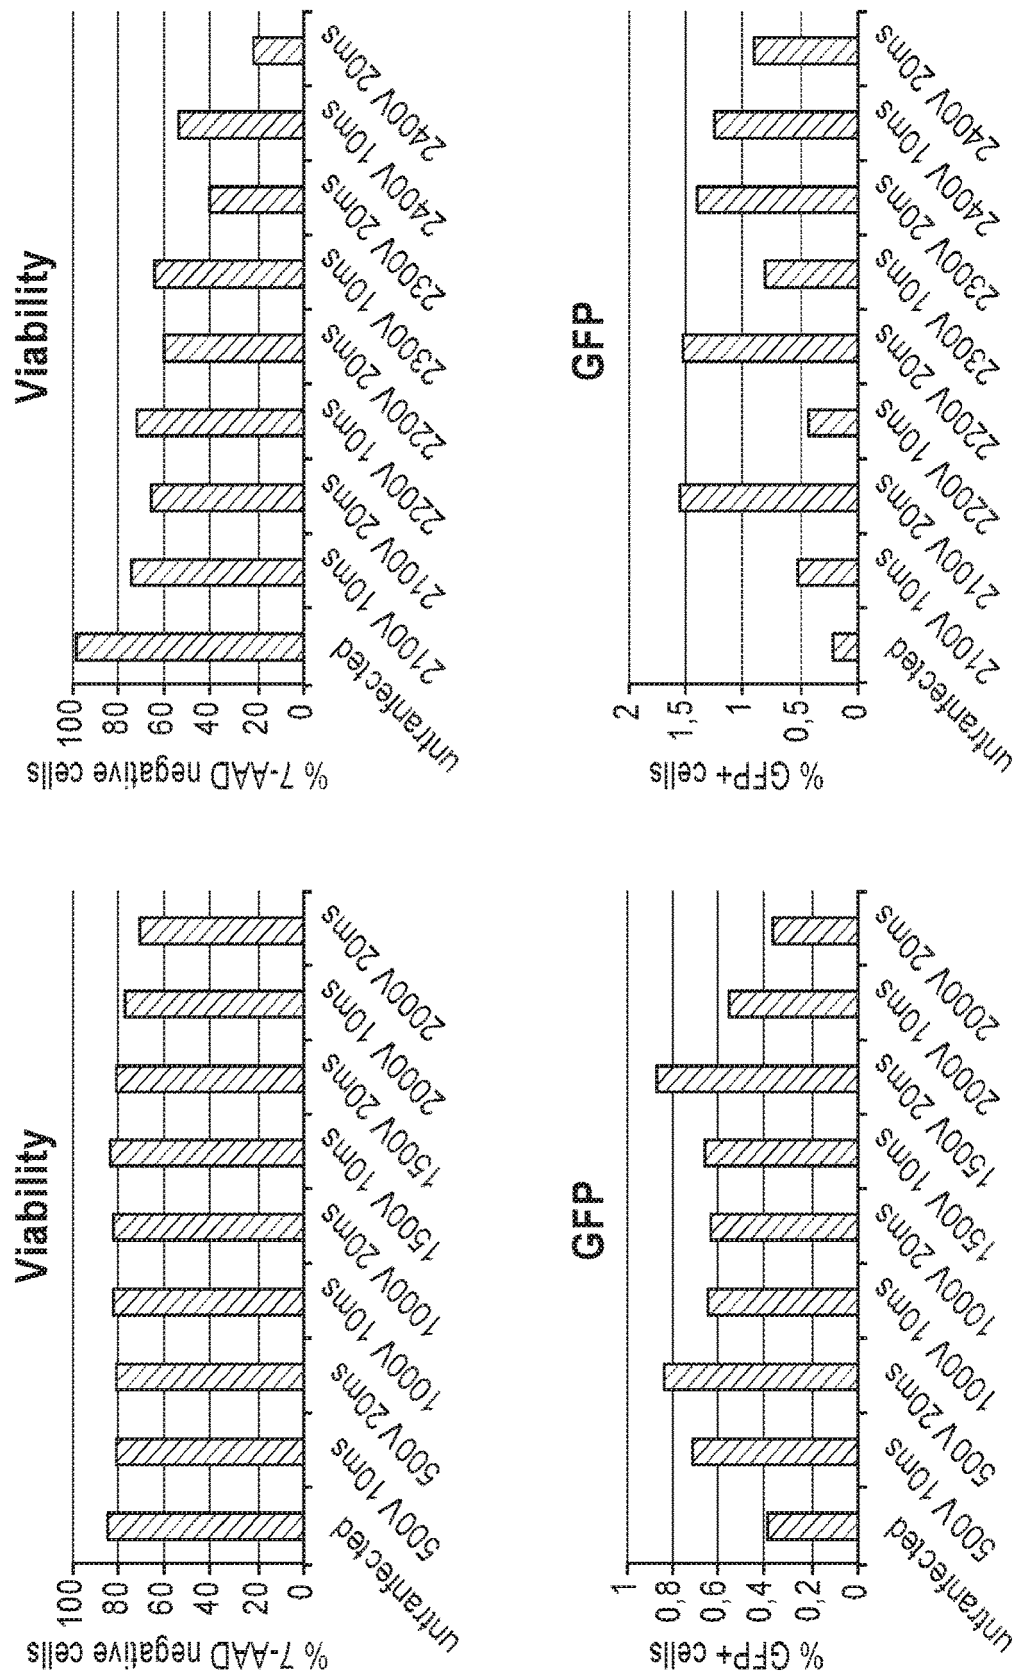 Viability
% 7-AAD negative cells
100
80
60
40
20
0
untranfected
500V 10ms
500V 20ms
1000V 10ms
1000V 20ms
1500V 10ms
1500V 20ms
2000V 10ms
2000V 20ms
Viability
% 7-AAD negative cells
100
80
60
40
20
0
untranfected
2100V 10ms
2100V 20ms
2200V 10ms
2200V 20ms
2300V 10ms
2300V 20ms
2400V 10ms
2400V 20ms
GFP
% GFP+ cells
1
0,8
0,6
0,4
0,2
0
untranfected
500V 10ms
500V 20ms
1000V 10ms
1000V 20ms
1500V 10ms
1500V 20ms
2000V 10ms
2000V 20ms
GFP
% GFP+ cells
2
1,5
1
0,5
0
untranfected
2100V 10ms
2100V 20ms
2200V 10ms
2200V 20ms
2300V 10ms
2300V 20ms
2400V 10ms
2400V 20ms